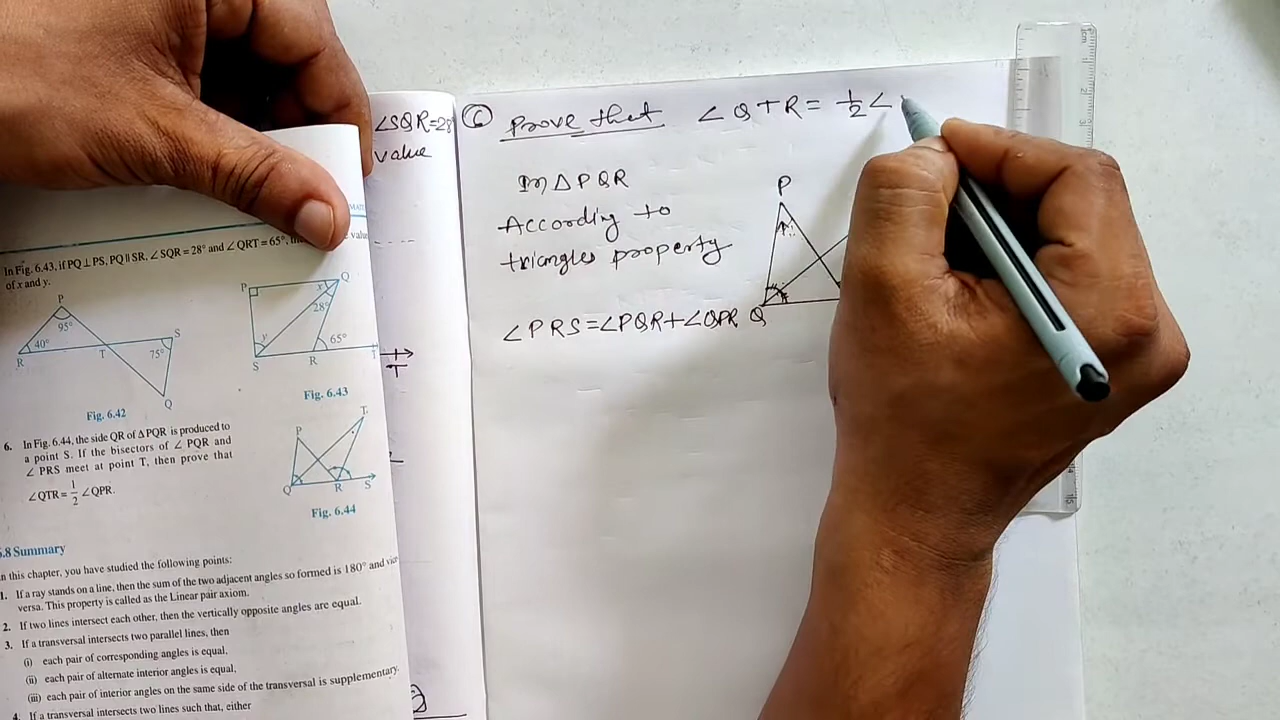 In Fig. 6.43, if PQ ⊥ PS, PQ ∥ SR, ∠SQR = 28° and ∠QRT = 65°,
of x and y.
P
95°
40°
R
T
S
75°
Q
Fig. 6.42
P
Q
x
28°
y
65°
S
R
T
Fig. 6.43
6. In Fig. 6.44, the side QR of Δ PQR is produced to
a point S. If the bisectors of ∠ PQR and
∠ PRS meet at point T, then prove that
∠QTR = 1/2 ∠QPR.
P
T
Q
R
S
Fig. 6.44
.8 Summary
n this chapter, you have studied the following points:
1. If a ray stands on a line, then the sum of the two adjacent angles so formed is 180° and vice
versa. This property is called as the Linear pair axiom.
2. If two lines intersect each other, then the vertically opposite angles are equal.
3. If a transversal intersects two parallel lines, then
(i) each pair of corresponding angles is equal,
(ii) each pair of alternate interior angles is equal,
(iii) each pair of interior angles on the same side of the transversal is supplementary.
4. If a transversal intersects two lines such that, either
∠SQR=28°
value
T
⑥ Prove that ∠QTR = 1/2 ∠
In Δ PQR
According to
triangles property
∠PRS = ∠PQR + ∠QPR
P
Q